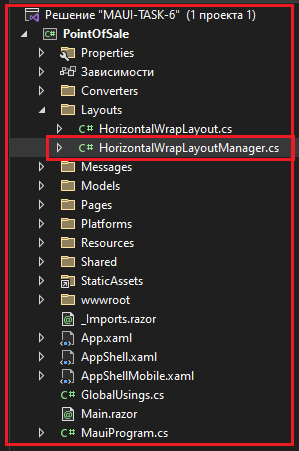 Решение "MAUI-TASK-6" (1 проекта 1)
PointOfSale
Properties
Зависимости
Converters
Layouts
C# HorizontalWrapLayout.cs
C# HorizontalWrapLayoutManager.cs
Messages
Models
Pages
Platforms
Resources
Shared
StaticAssets
wwwroot
_Imports.razor
App.xaml
AppShell.xaml
AppShellMobile.xaml
C# GlobalUsings.cs
Main.razor
C# MauiProgram.cs